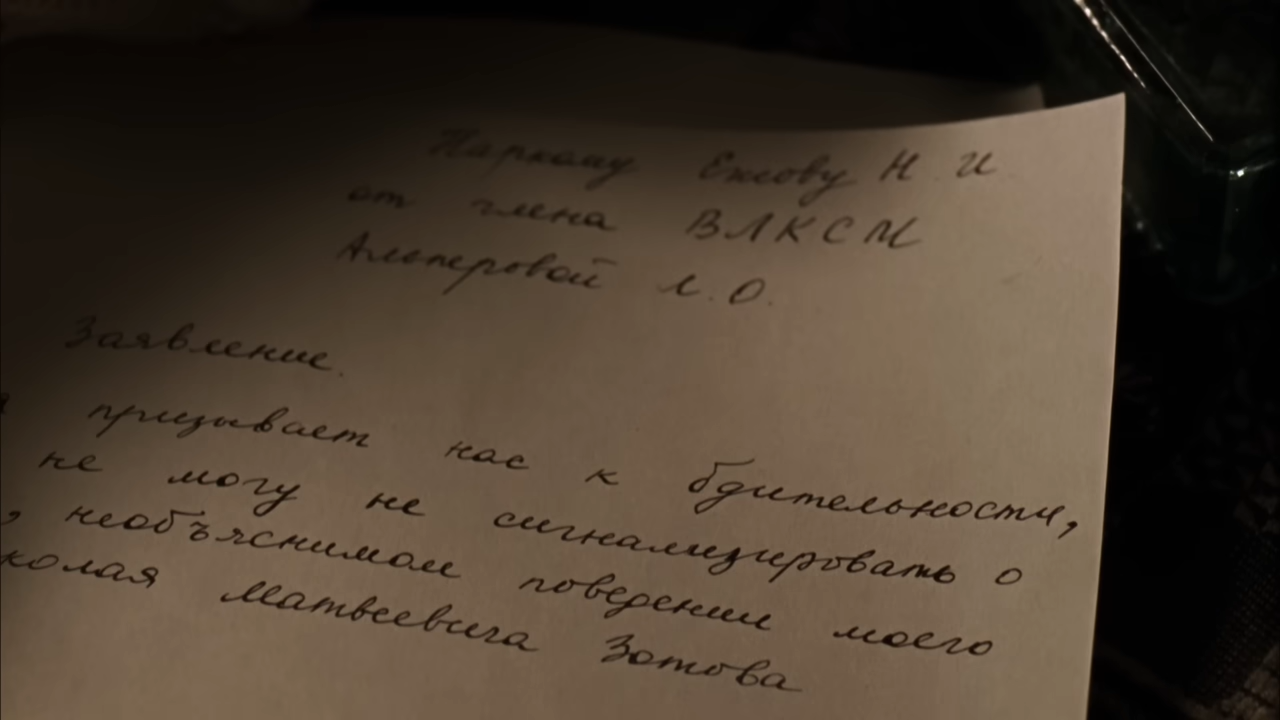 Наркому Ежову Н. И.
от члена ВЛКСМ
Альперовой Л. О.
Заявление.
призывает нас к бдительности,
не могу не сигнализировать о
, необъяснимом поведении моего
колая Матвеевича Зотова